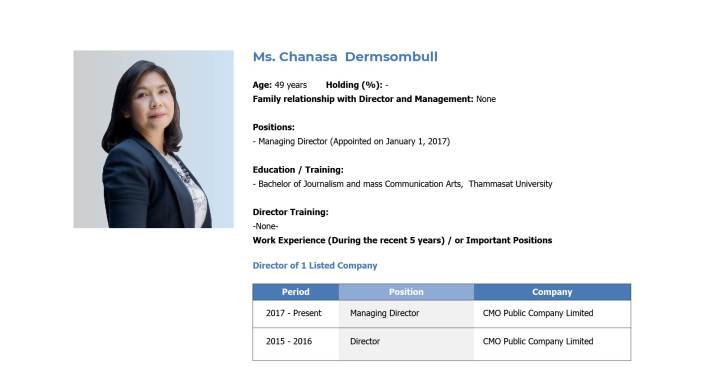 Ms. Chanasa Dermsombull
Age: 49 years Holding (%): -
Family relationship with Director and Management: None
Positions:
- Managing Director (Appointed on January 1, 2017)
Education / Training:
- Bachelor of Journalism and mass Communication Arts, Thammasat University
Director Training:
-None-
Work Experience (During the recent 5 years) / or Important Positions
Director of 1 Listed Company
Period Position Company
2017 - Present Managing Director CMO Public Company Limited
2015 - 2016 Director CMO Public Company Limited